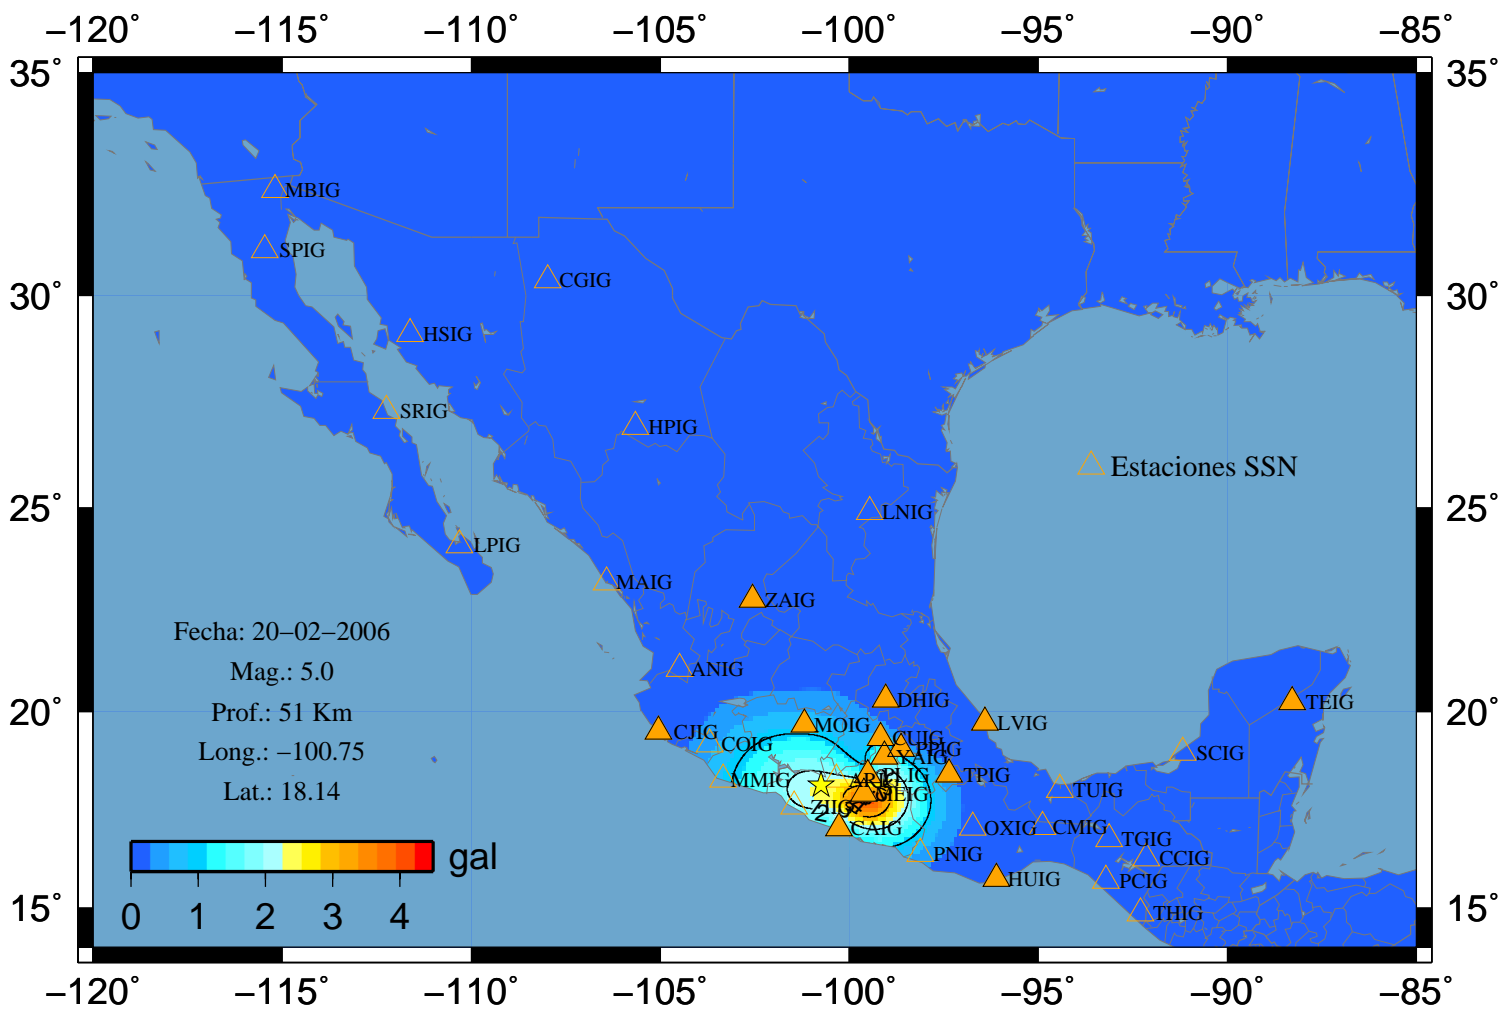 −120° −115° −110° −105° −100° −95° −90° −85°
35° 35°
MBIG
SPIG
CGIG
30° 30°
HSIG
SRIG
HPIG
Estaciones SSN
25° 25°
LNIG
LPIG
MAIG
ZAIG
Fecha: 20−02−2006
Mag.: 5.0
Prof.: 51 Km
Long.: −100.75
Lat.: 18.14
ANIG
DHIG
TEIG
20° 20°
CJIG
MOIG
LVIG
COIG
CUIG
PPIG
YAIG
SCIG
MMIG
PLIG
TPIG
MEIG
TUIG
ZIIG
CAIG
OXIG
CMIG
TGIG
PNIG
CCIG
HUIG
PCIG
THIG
gal
0 1 2 3 4
15° 15°
−120° −115° −110° −105° −100° −95° −90° −85°